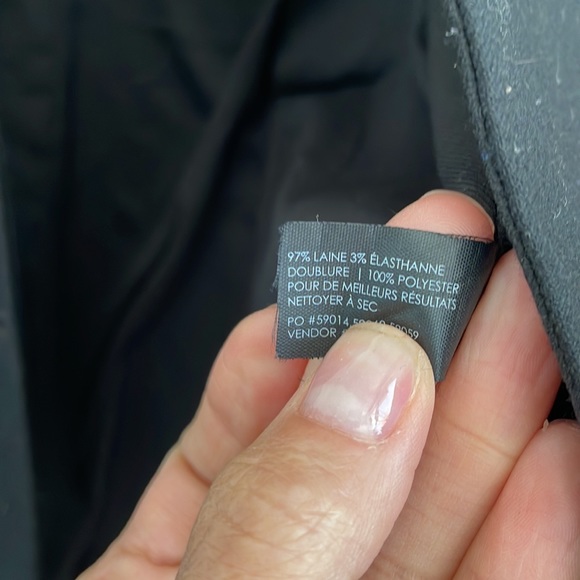 97% LAINE 3% ÉLASTHANNE
DOUBLURE | 100% POLYESTER
POUR DE MEILLEURS RÉSULTATS
NETTOYER À SEC
PO #59014
VENDOR